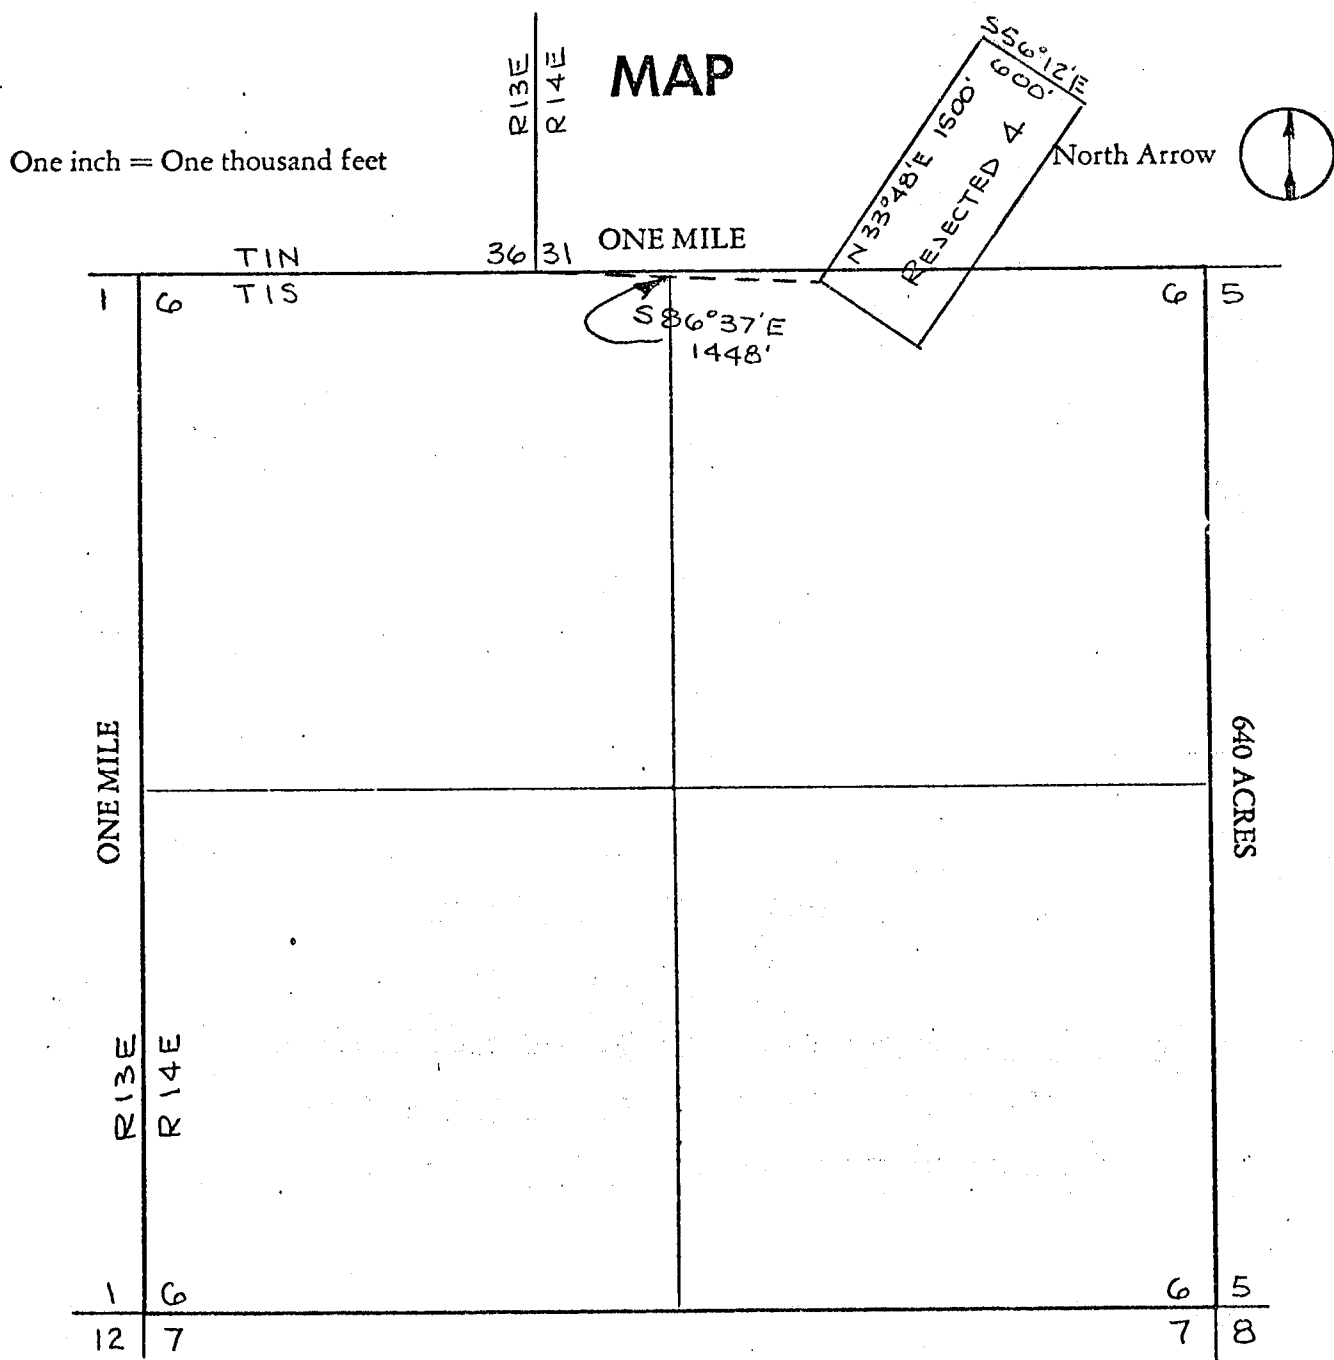 MAP
R13E
R14E
S56°12'E
600'
N 33°48'E 1500'
REJECTED 4
One inch = One thousand feet
North Arrow
36 31
ONE MILE
T1N
T1S
1 6
6 5
S86°37'E
1448'
ONE MILE
640 ACRES
R13E
R14E
1 6
6 5
12 7
7 8